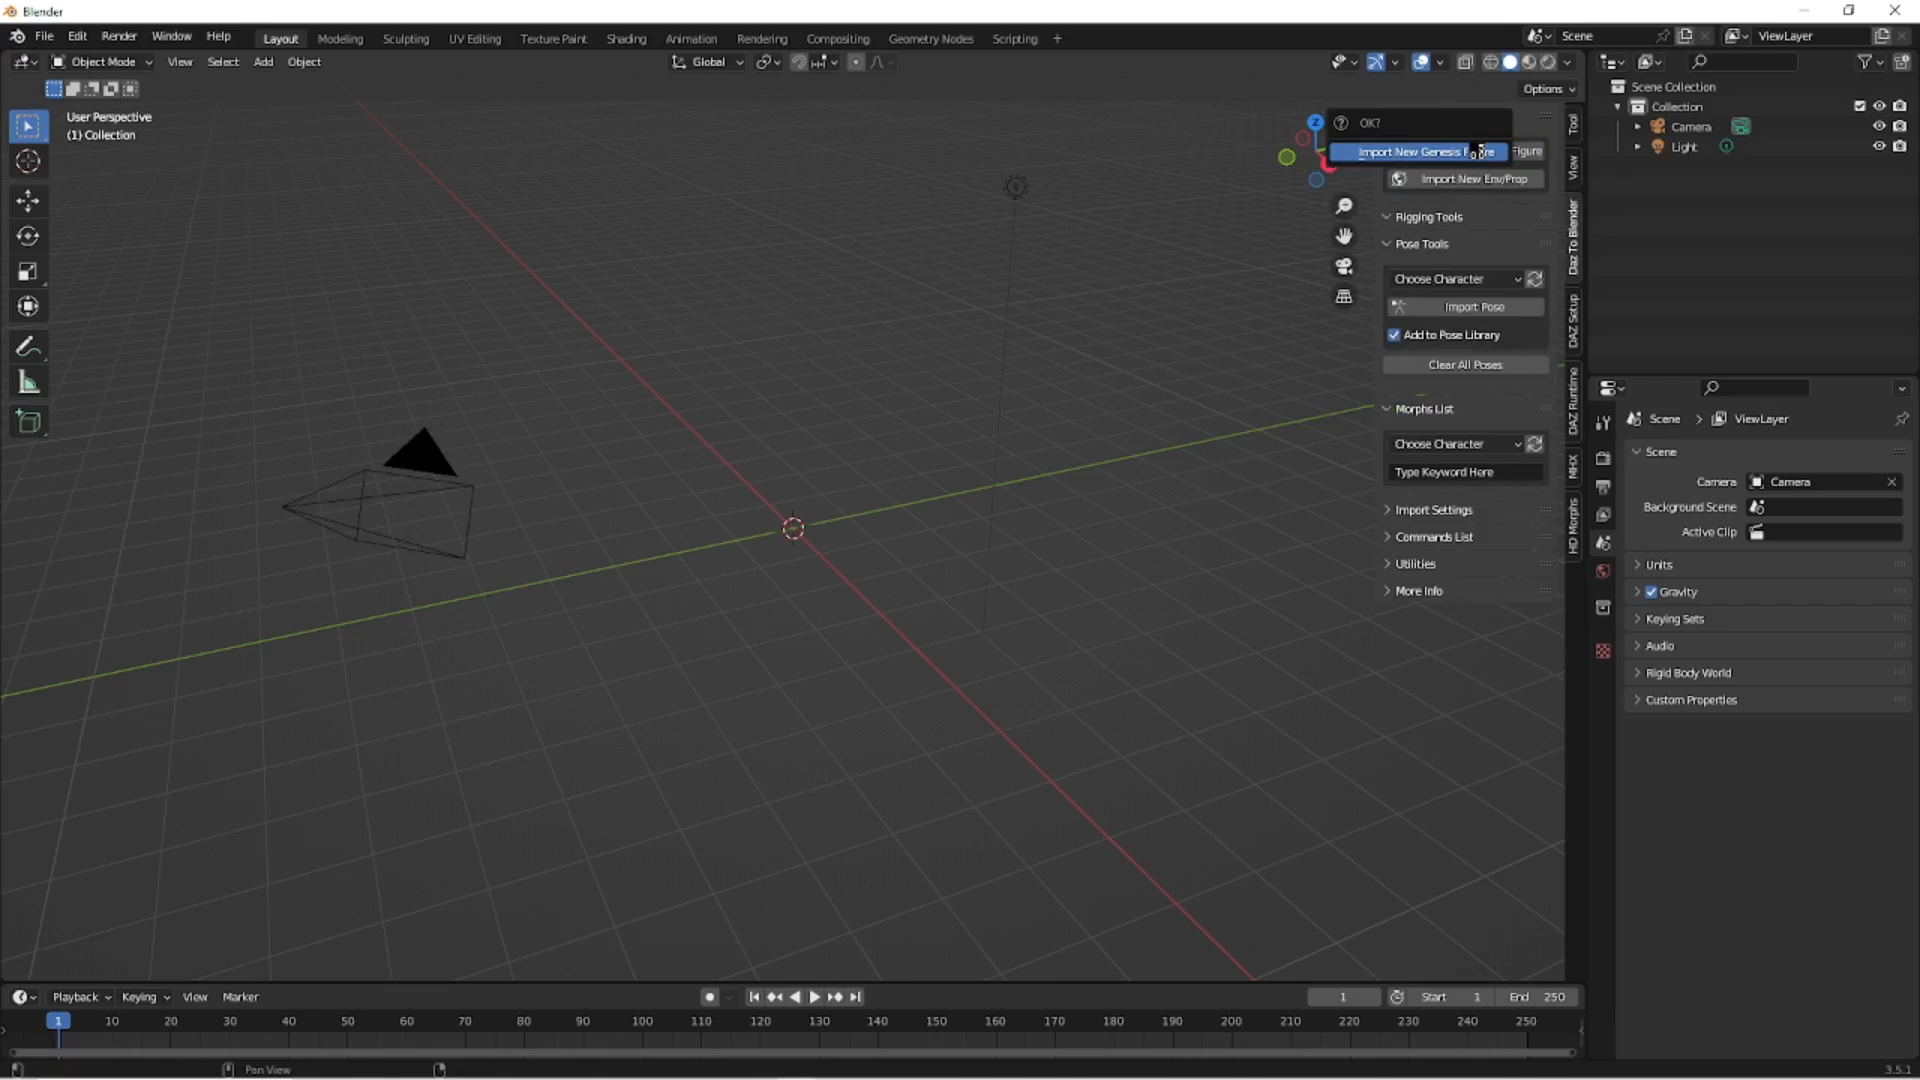 Blender
File Edit Render Window Help Layout Modeling Sculpting UV Editing Texture Paint Shading Animation Rendering Compositing Geometry Nodes Scripting + Scene ViewLayer
Object Mode View Select Add Object Global
Options
User Perspective
(1) Collection
Z
OK?
Import New Genesis
Figure
Import New Env/Prop
Rigging Tools
Pose Tools
Choose Character
Import Pose
Add to Pose Library
Clear All Poses
Morphs List
Choose Character
Type Keyword Here
Import Settings
Commands List
Utilities
More Info
Tool
View
Daz To Blender
DAZ Setup
DAZ Runtime
MHX
HD Morphs
Scene Collection
Collection
Camera
Light
Scene > ViewLayer
Scene
Camera Camera
Background Scene
Active Clip
Units
Gravity
Keying Sets
Audio
Rigid Body World
Custom Properties
Playback Keying View Marker 1 Start 1 End 250
1 10 20 30 40 50 60 70 80 90 100 110 120 130 140 150 160 170 180 190 200 210 220 230 240 250
Pan View 3.5.1